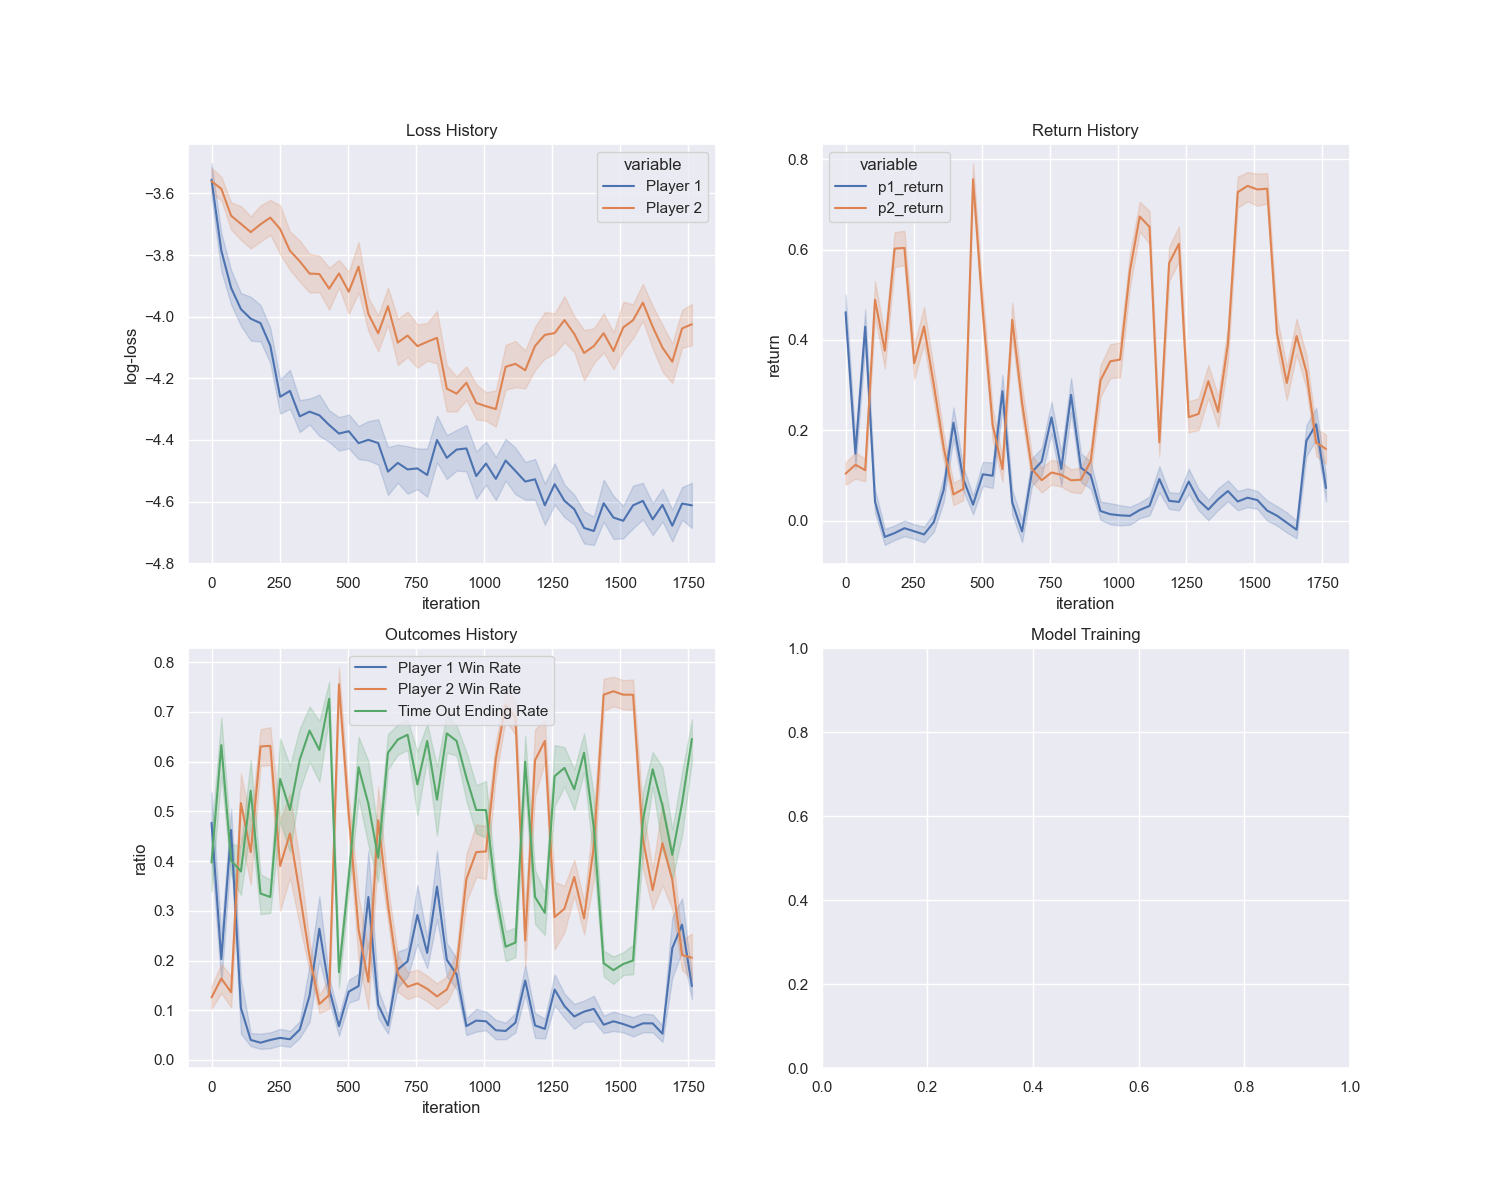 Loss History
−3.6
−3.8
−4.0
−4.2
−4.4
−4.6
−4.8
log-loss
variable
Player 1
Player 2
0 250 500 750 1000 1250 1500 1750
iteration
Return History
0.8
0.6
0.4
0.2
0.0
return
variable
p1_return
p2_return
0 250 500 750 1000 1250 1500 1750
iteration
Outcomes History
0.8
0.7
0.6
0.5
0.4
0.3
0.2
0.1
0.0
ratio
Player 1 Win Rate
Player 2 Win Rate
Time Out Ending Rate
0 250 500 750 1000 1250 1500 1750
iteration
Model Training
1.0
0.8
0.6
0.4
0.2
0.0
0.0 0.2 0.4 0.6 0.8 1.0